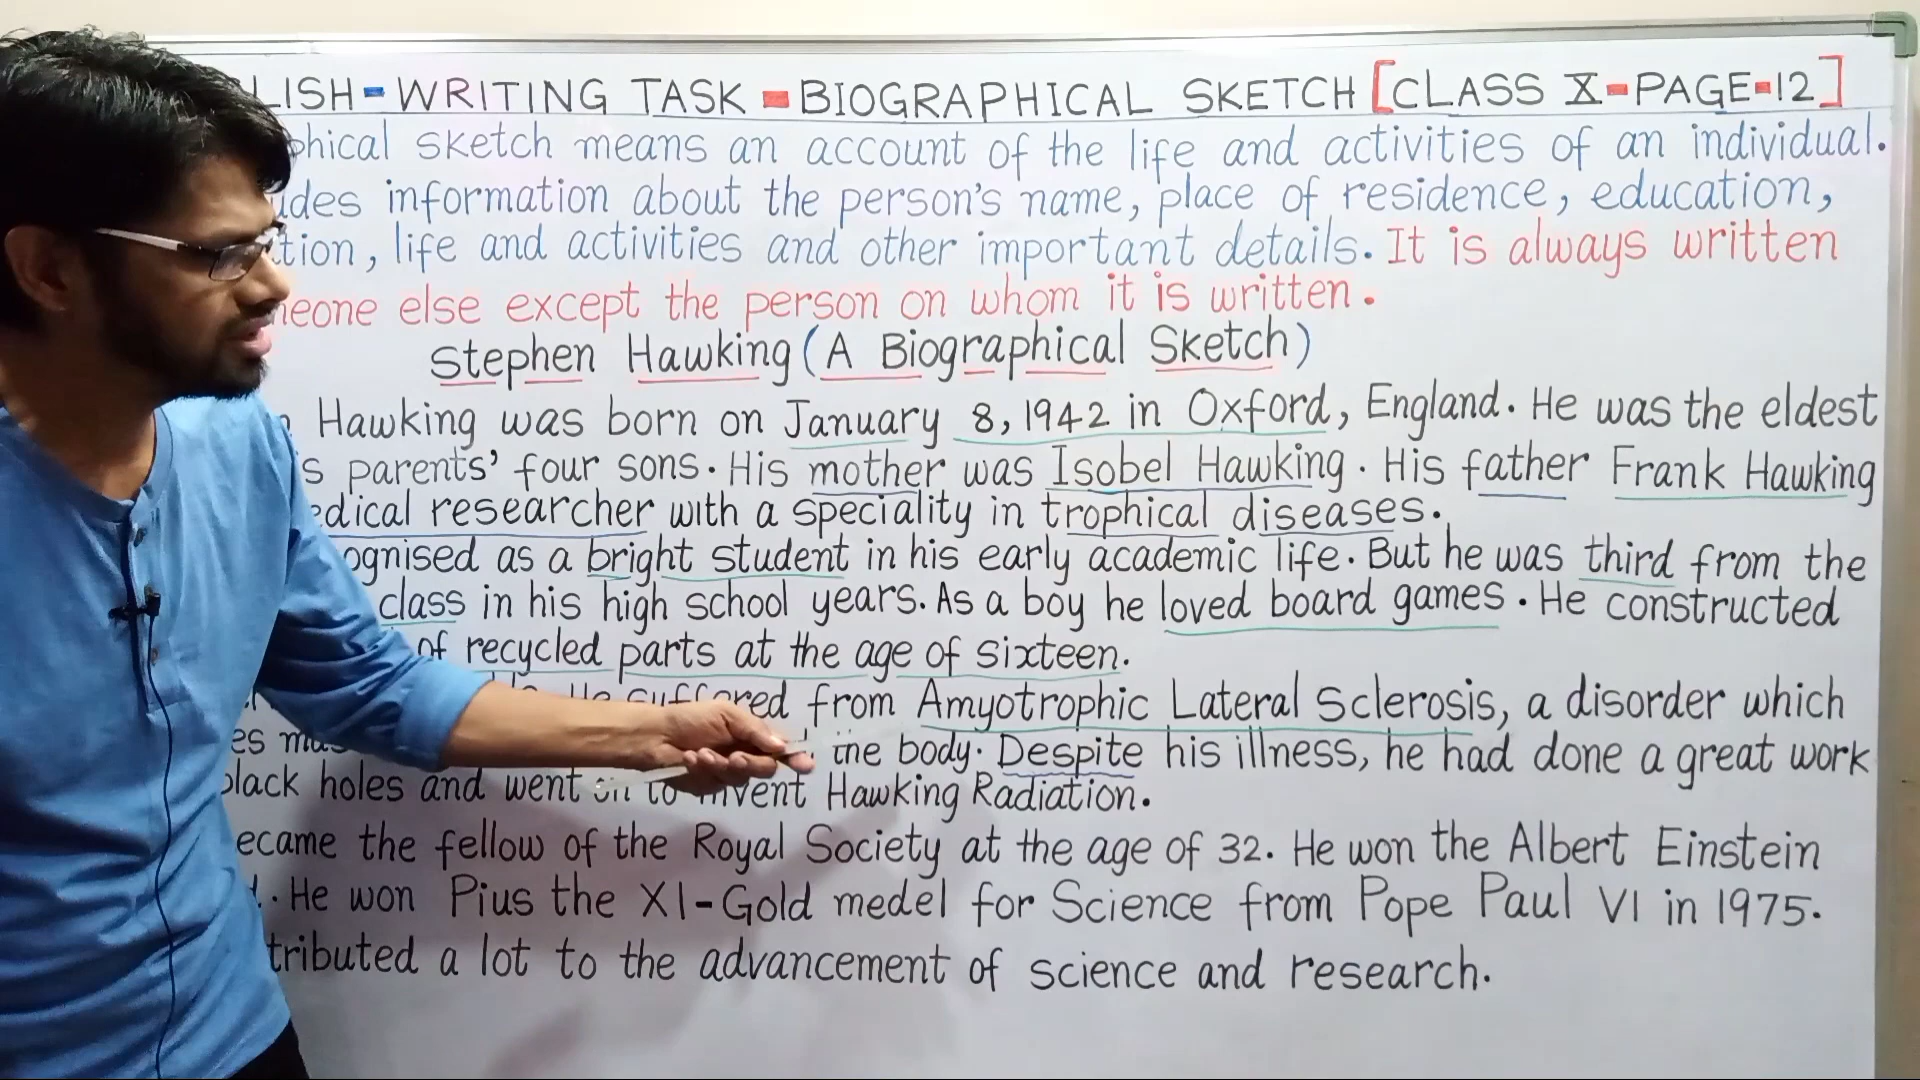 LISH-WRITING TASK-BIOGRAPHICAL SKETCH [CLASS X-PAGE-12]
phical sketch means an account of the life and activities of an individual.
udes information about the person's name, place of residence, education,
tion, life and activities and other important details. It is always written
meone else except the person on whom it is written.
Stephen Hawking (A Biographical Sketch)
Hawking was born on January 8, 1942 in Oxford, England. He was the eldest
s parents' four sons. His mother was Isobel Hawking. His father Frank Hawking
edical researcher with a speciality in trophical diseases.
ognised as a bright student in his early academic life. But he was third from the
class in his high school years. As a boy he loved board games. He constructed
of recycled parts at the age of sixteen.
He suffered from Amyotrophic Lateral Sclerosis, a disorder which
es the body. Despite his illness, he had done a great work
black holes and went on to invent Hawking Radiation.
ecame the fellow of the Royal Society at the age of 32. He won the Albert Einstein
. He won Pius the XI-Gold medel for Science from Pope Paul VI in 1975.
tributed a lot to the advancement of science and research.